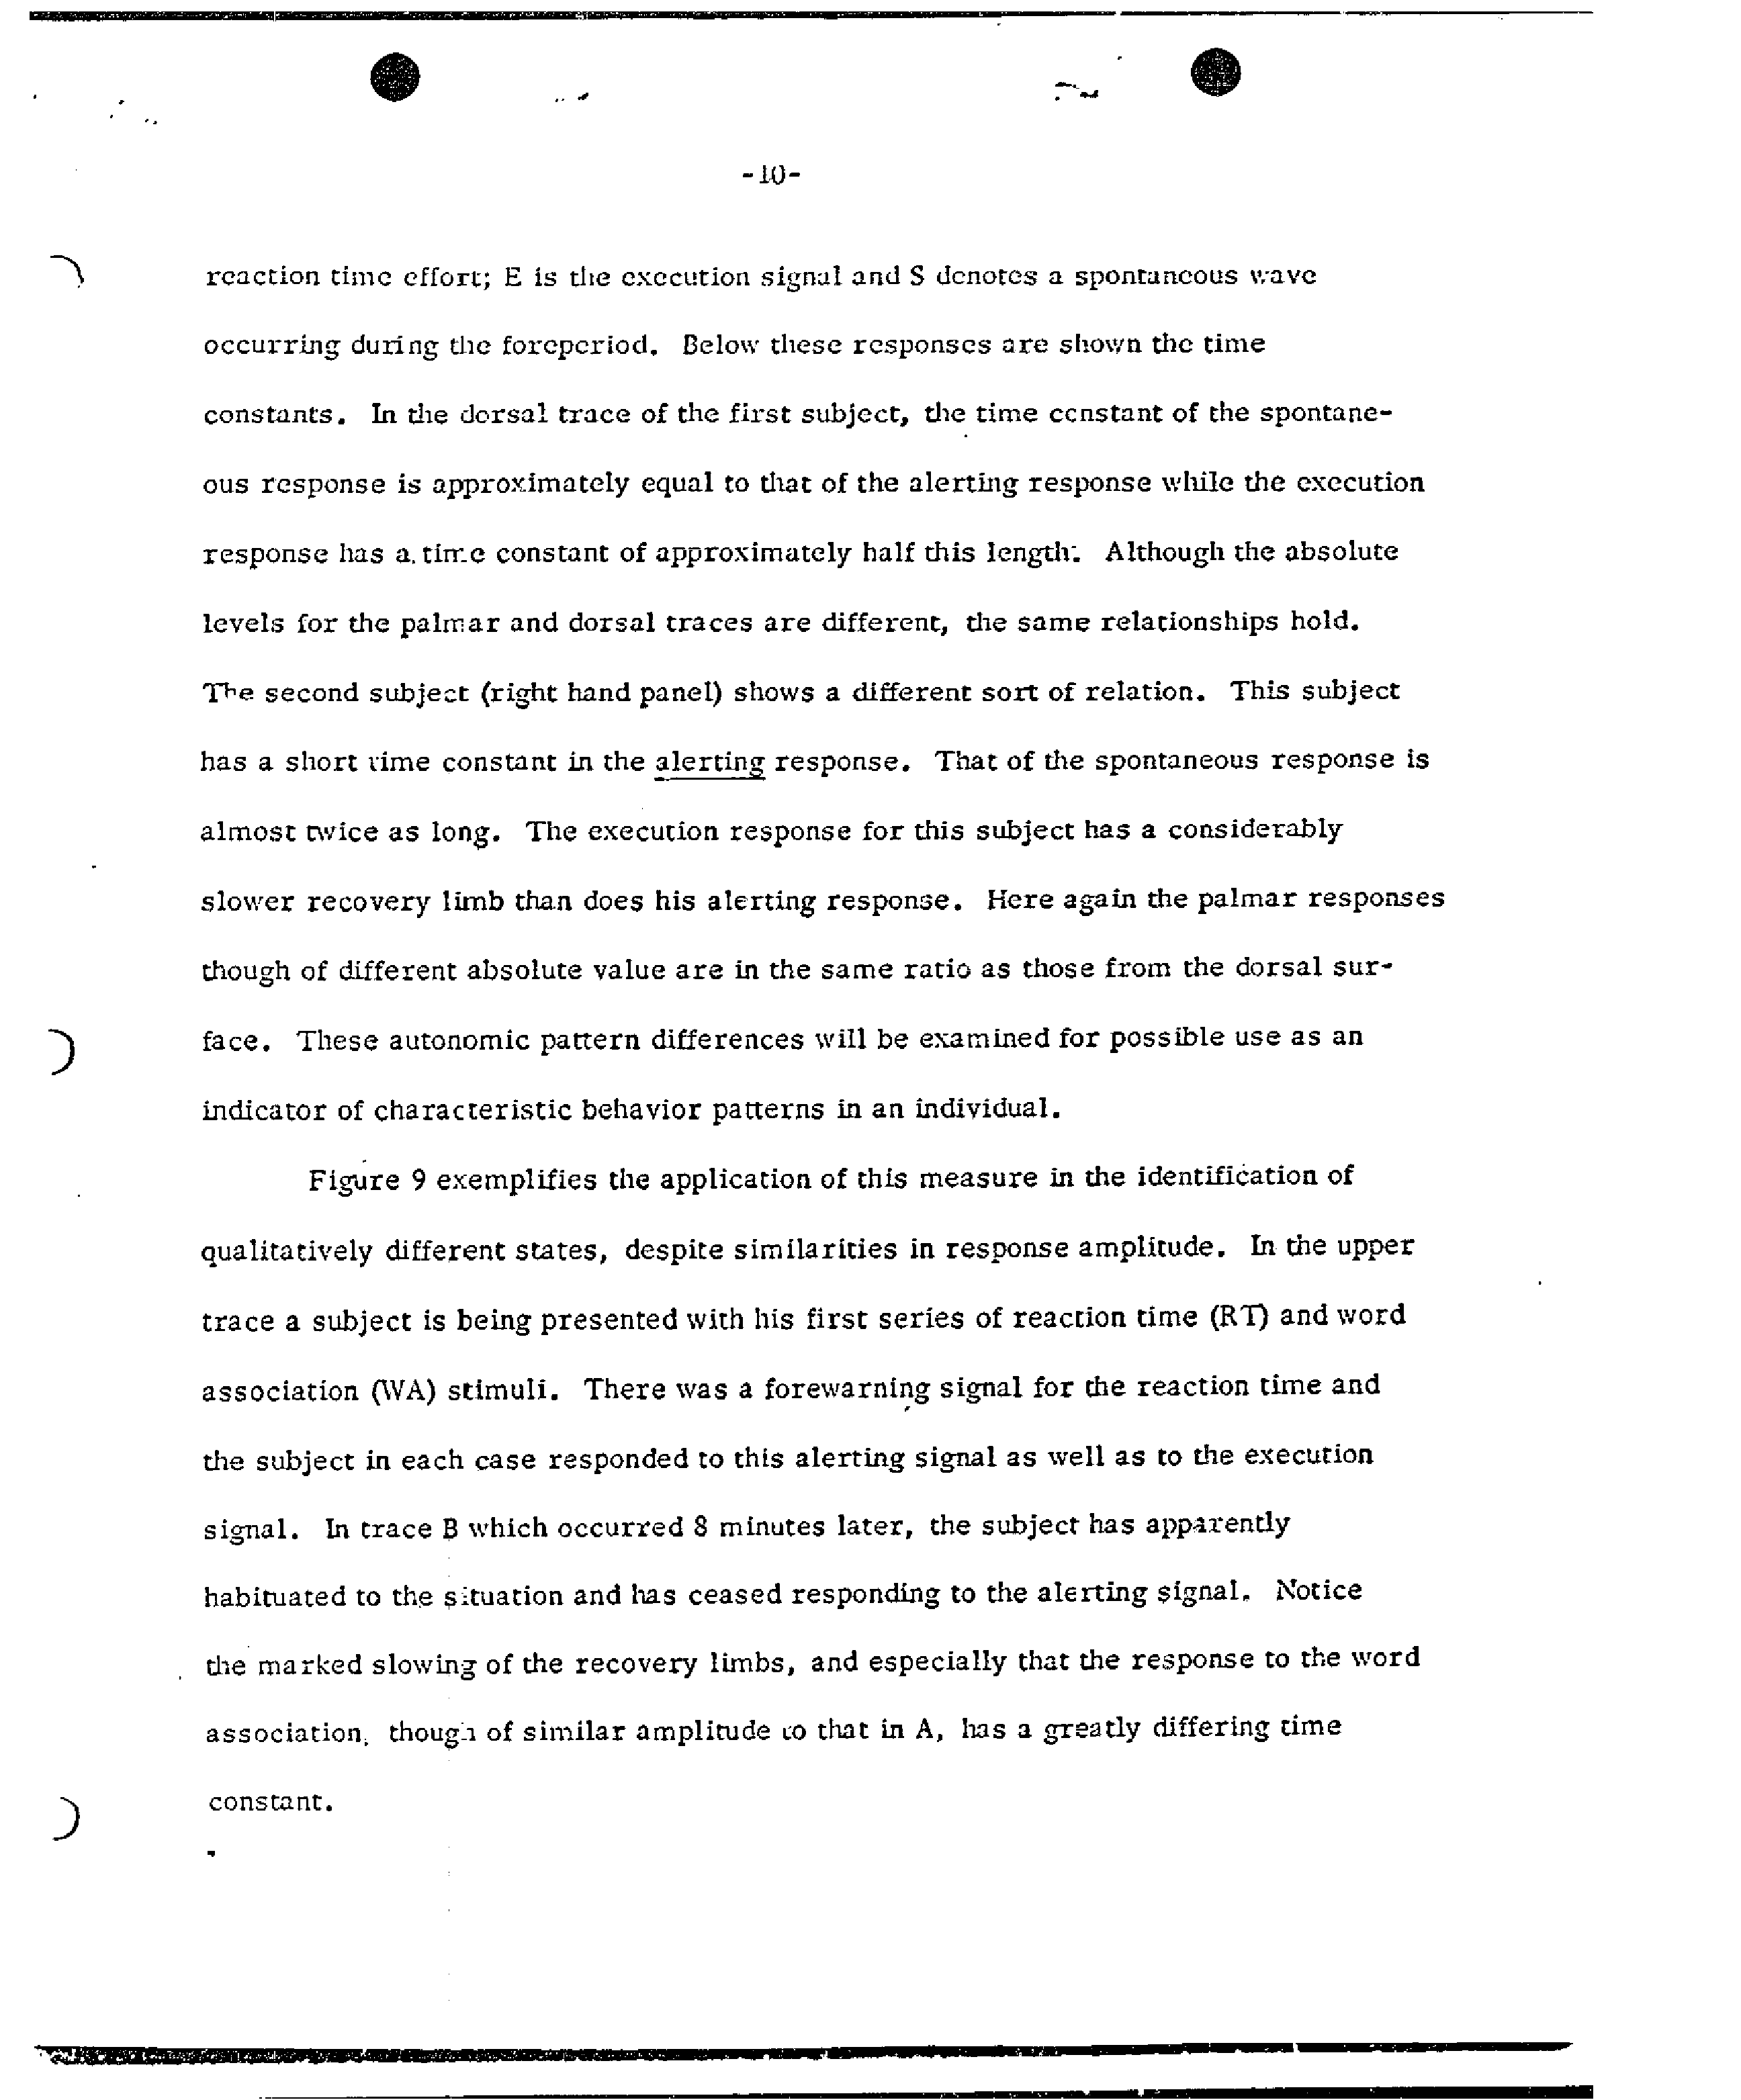 -10-
reaction time effort; E is the execution signal and S denotes a spontaneous wave
occurring during the foreperiod. Below these responses are shown the time
constants. In the dorsal trace of the first subject, the time constant of the spontane-
ous response is approximately equal to that of the alerting response while the execution
response has a time constant of approximately half this length. Although the absolute
levels for the palmar and dorsal traces are different, the same relationships hold.
The second subject (right hand panel) shows a different sort of relation. This subject
has a short time constant in the alerting response. That of the spontaneous response is
almost twice as long. The execution response for this subject has a considerably
slower recovery limb than does his alerting response. Here again the palmar responses
though of different absolute value are in the same ratio as those from the dorsal sur-
face. These autonomic pattern differences will be examined for possible use as an
indicator of characteristic behavior patterns in an individual.
Figure 9 exemplifies the application of this measure in the identification of
qualitatively different states, despite similarities in response amplitude. In the upper
trace a subject is being presented with his first series of reaction time (RT) and word
association (WA) stimuli. There was a forewarning signal for the reaction time and
the subject in each case responded to this alerting signal as well as to the execution
signal. In trace B which occurred 8 minutes later, the subject has apparently
habituated to the situation and has ceased responding to the alerting signal. Notice
the marked slowing of the recovery limbs, and especially that the response to the word
association, though of similar amplitude to that in A, has a greatly differing time
constant.